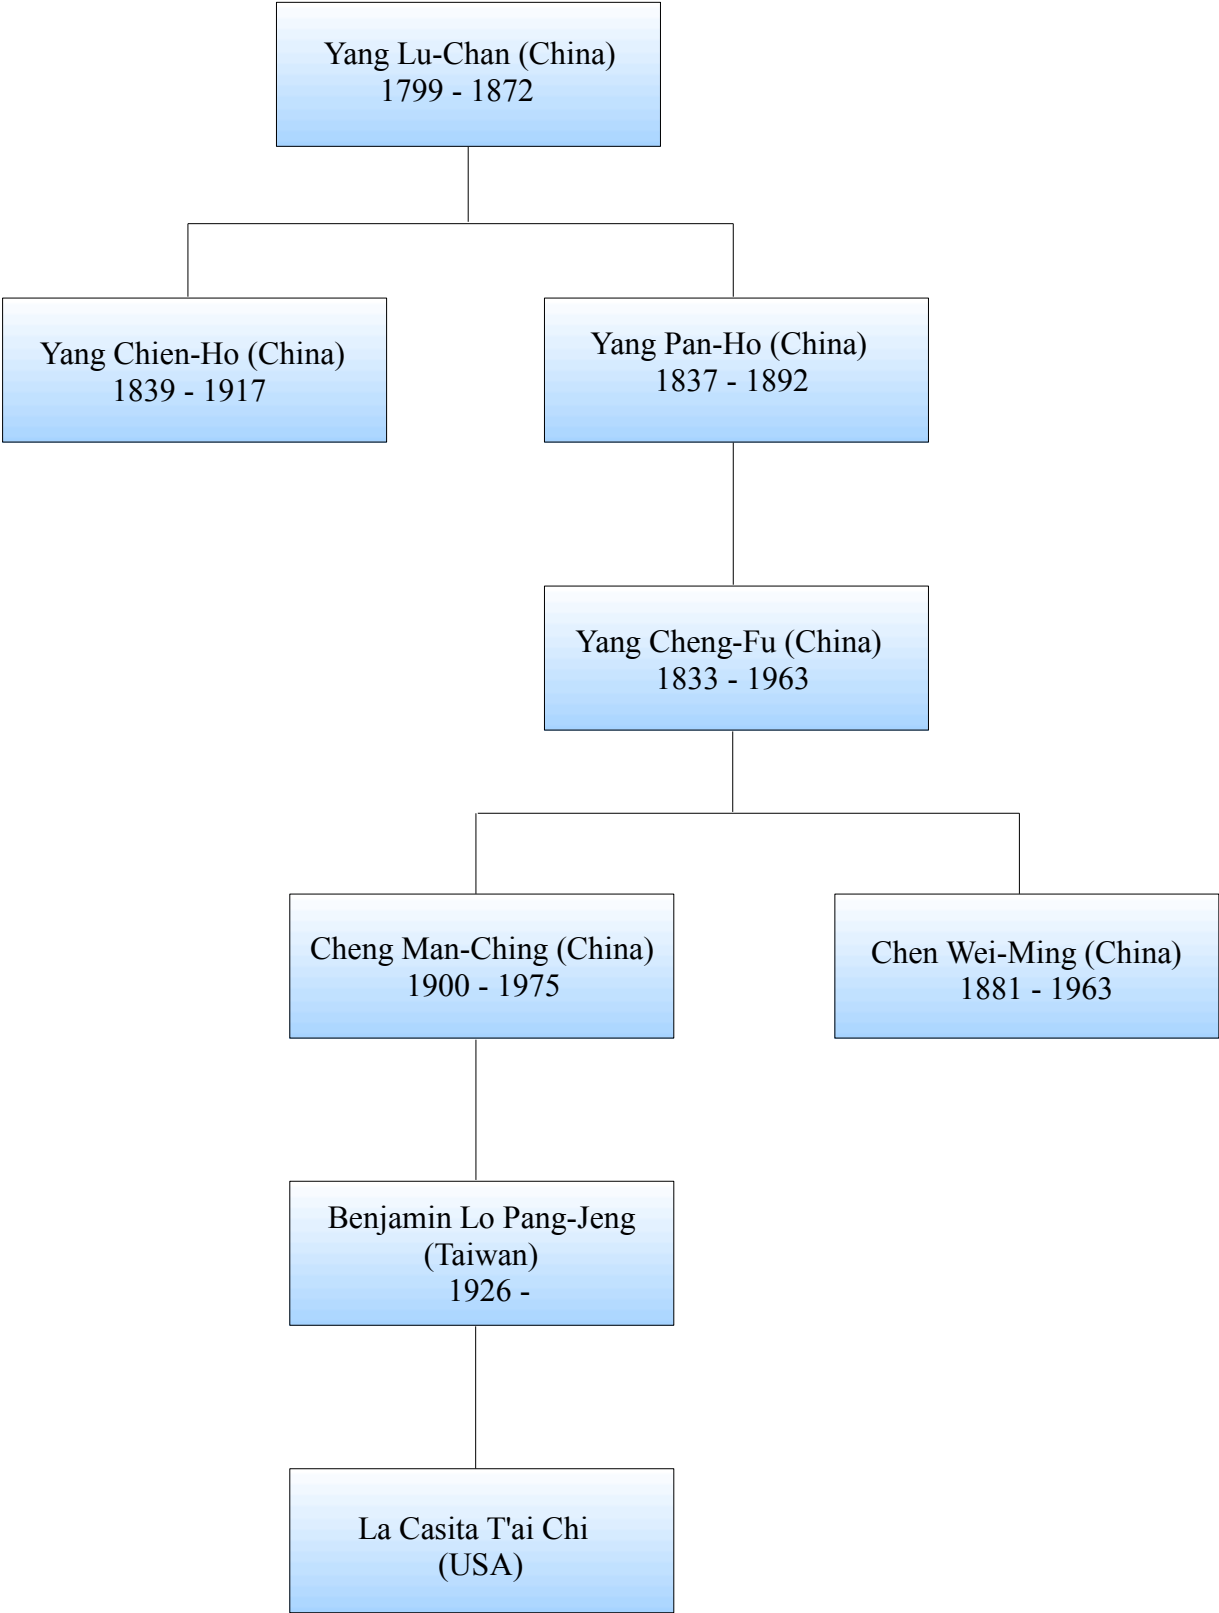 Yang Lu-Chan (China)
1799 - 1872
Yang Chien-Ho (China)
1839 - 1917
Yang Pan-Ho (China)
1837 - 1892
Yang Cheng-Fu (China)
1833 - 1963
Cheng Man-Ching (China)
1900 - 1975
Chen Wei-Ming (China)
1881 - 1963
Benjamin Lo Pang-Jeng
(Taiwan)
1926 -
La Casita T'ai Chi
(USA)